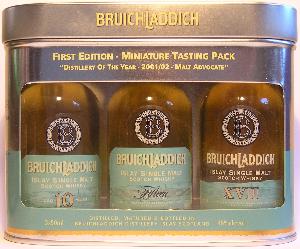 BRUICHLADDICH
FIRST EDITION - MINIATURE TASTING PACK
"DISTILLERY OF THE YEAR - 2001/02 - MALT ADVOCATE"
BRUICHLADDICH
ISLAY SINGLE MALT
SCOTCH WHISKY
10
BRUICHLADDICH
ISLAY SINGLE MALT
SCOTCH WHISKY
Fifteen
BRUICHLADDICH
ISLAY SINGLE MALT
SCOTCH WHISKY
XVII
3x50ml
DISTILLED, MATURED & BOTTLED BY
BRUICHLADDICH DISTILLERY ISLAY SCOTLAND